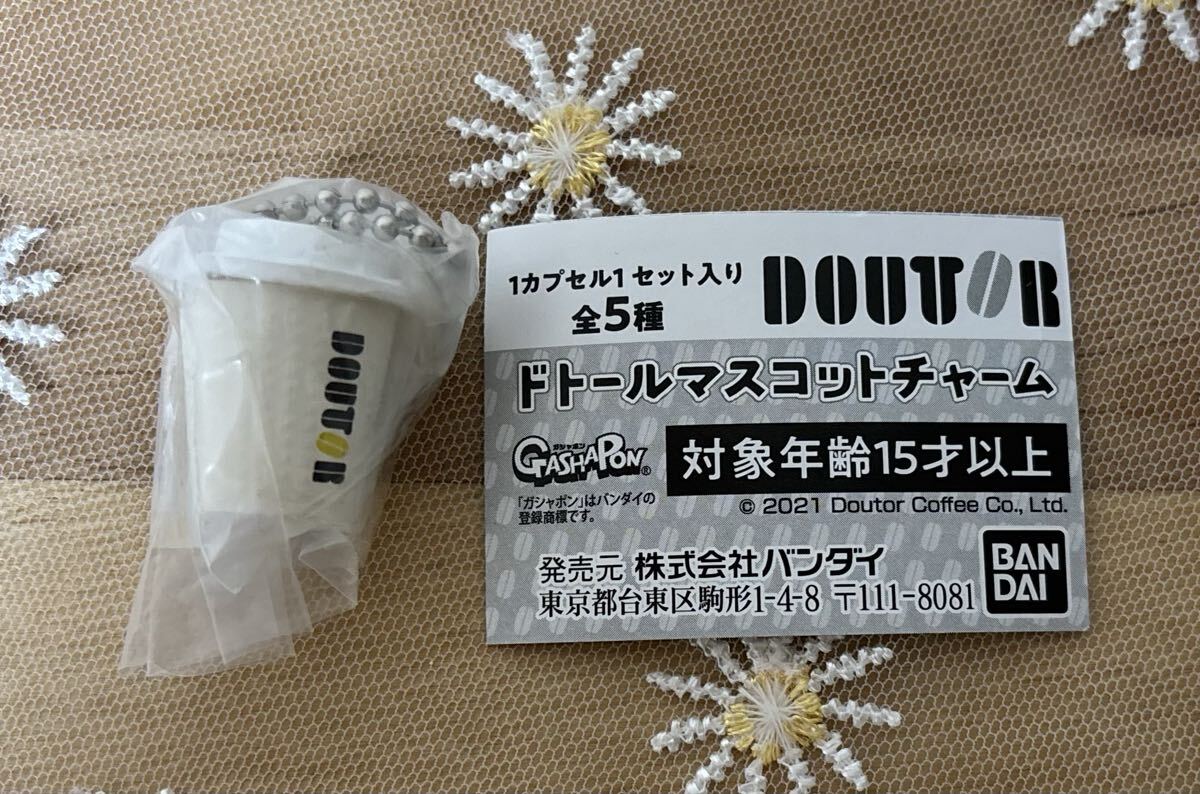 DOUTOR
1カプセル1セット入り
全5種
DOUTOR
ドトールマスコットチャーム
ガシャポン
GASHAPON®
対象年齢15才以上
「ガシャポン」はバンダイの
登録商標です。
© 2021 Doutor Coffee Co., Ltd.
発売元 株式会社バンダイ
東京都台東区駒形1-4-8 〒111-8081
BAN
DAI